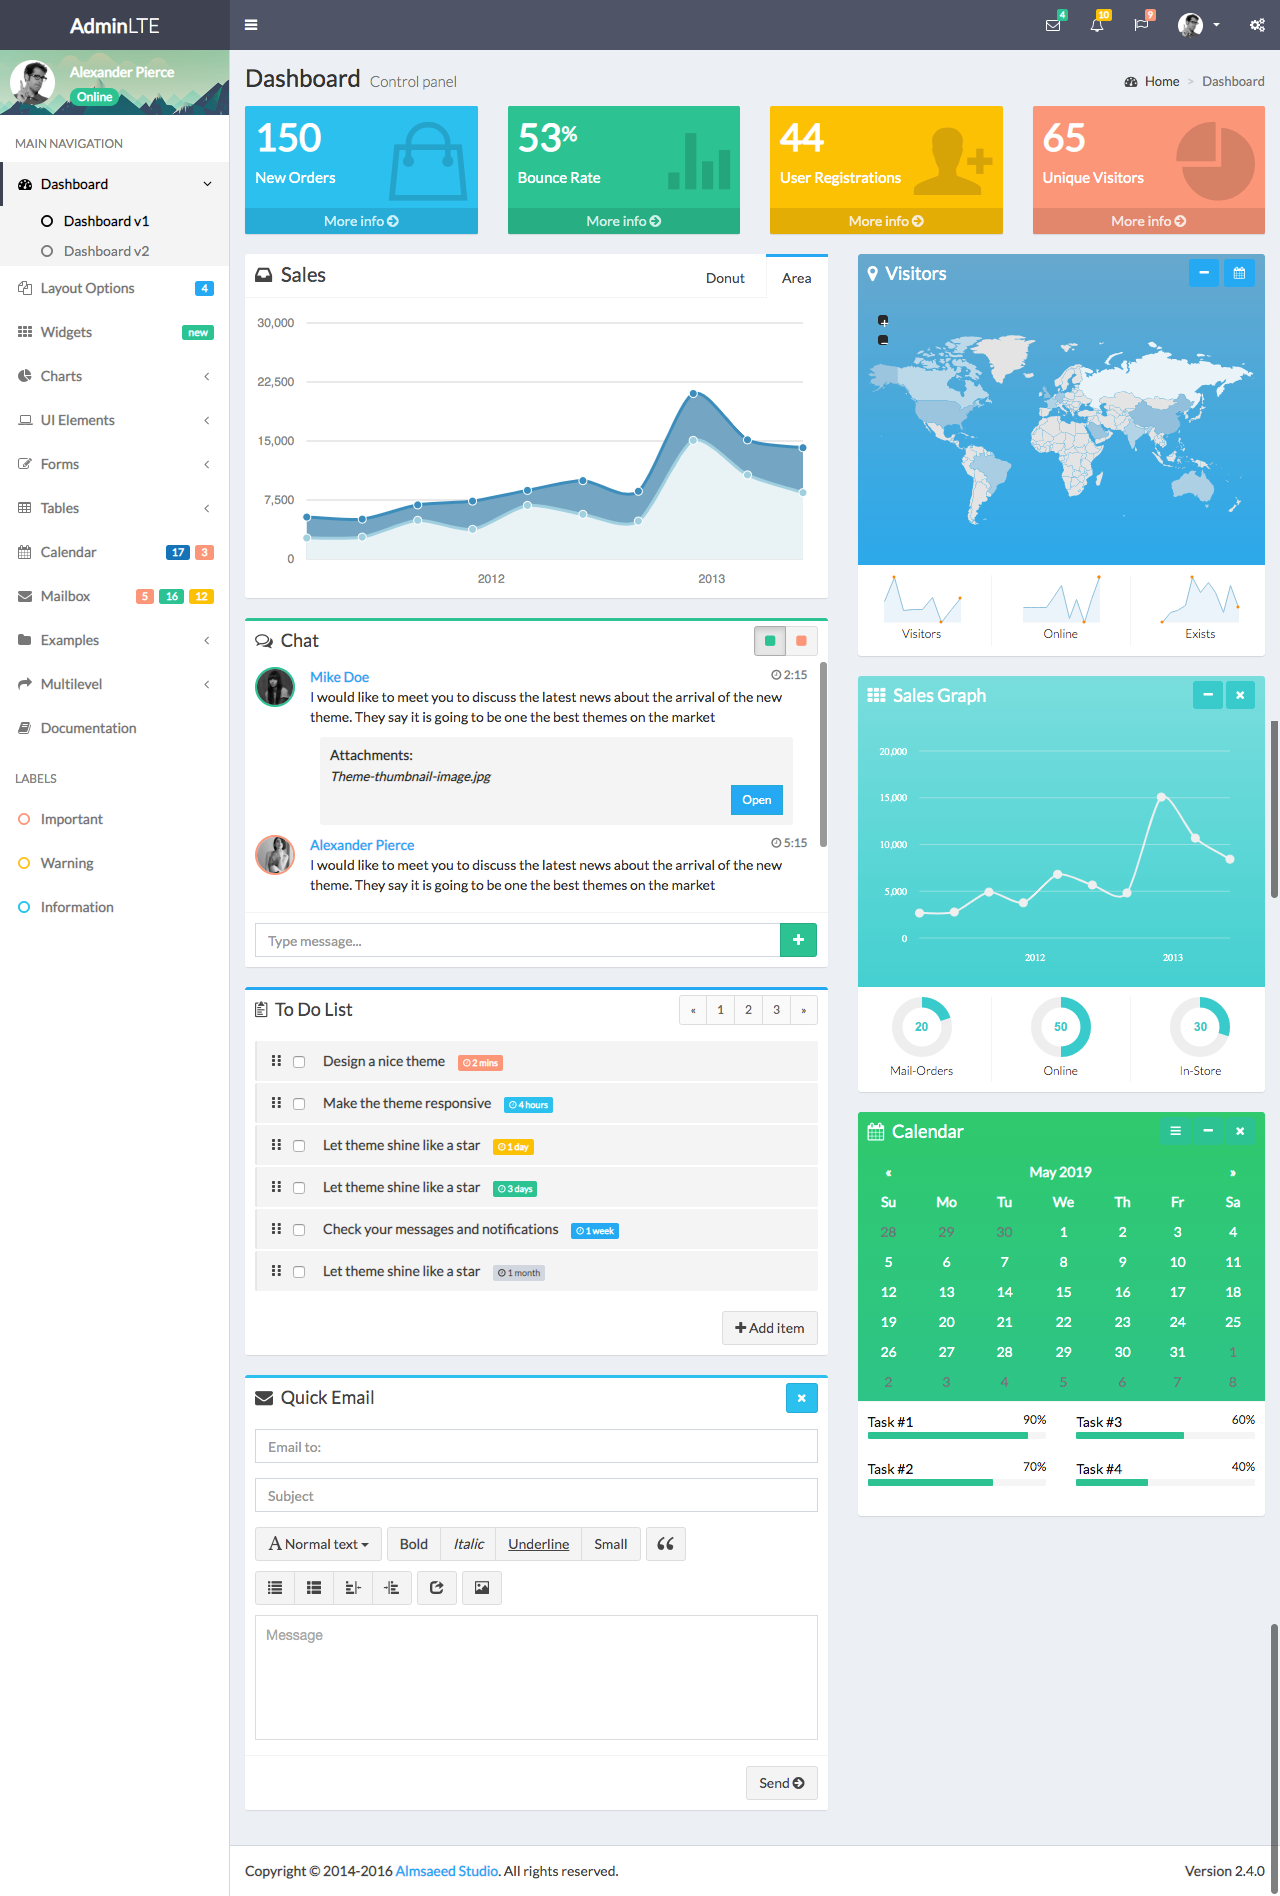 AdminLTE
4
10
9
Alexander Pierce
Online
Dashboard Control panel
Home > Dashboard
MAIN NAVIGATION
Dashboard
Dashboard v1
Dashboard v2
Layout Options 4
Widgets new
Charts
UI Elements
Forms
Tables
Calendar 17 3
Mailbox 5 16 12
Examples
Multilevel
Documentation
LABELS
Important
Warning
Information
150
New Orders
More info
53%
Bounce Rate
More info
44
User Registrations
More info
65
Unique Visitors
More info
Sales
Donut
Area
30,000
22,500
15,000
7,500
0
2012
2013
Visitors
+
−
Visitors
Online
Exists
Chat
Mike Doe 2:15
I would like to meet you to discuss the latest news about the arrival of the new
theme. They say it is going to be one the best themes on the market
Attachments:
Theme-thumbnail-image.jpg
Open
Alexander Pierce 5:15
I would like to meet you to discuss the latest news about the arrival of the new
theme. They say it is going to be one the best themes on the market
Type message...
Sales Graph
20,000
15,000
10,000
5,000
0
2012
2013
20
50
30
Mail-Orders
Online
In-Store
To Do List
« 1 2 3 »
Design a nice theme 2 mins
Make the theme responsive 4 hours
Let theme shine like a star 1 day
Let theme shine like a star 3 days
Check your messages and notifications 1 week
Let theme shine like a star 1 month
Add item
Calendar
« May 2019 »
Su Mo Tu We Th Fr Sa
28 29 30 1 2 3 4
5 6 7 8 9 10 11
12 13 14 15 16 17 18
19 20 21 22 23 24 25
26 27 28 29 30 31 1
2 3 4 5 6 7 8
Task #1 90%
Task #3 60%
Task #2 70%
Task #4 40%
Quick Email
Email to:
Subject
A Normal text
Bold
Italic
Underline
Small
Message
Send
Copyright © 2014-2016 Almsaeed Studio. All rights reserved.
Version 2.4.0